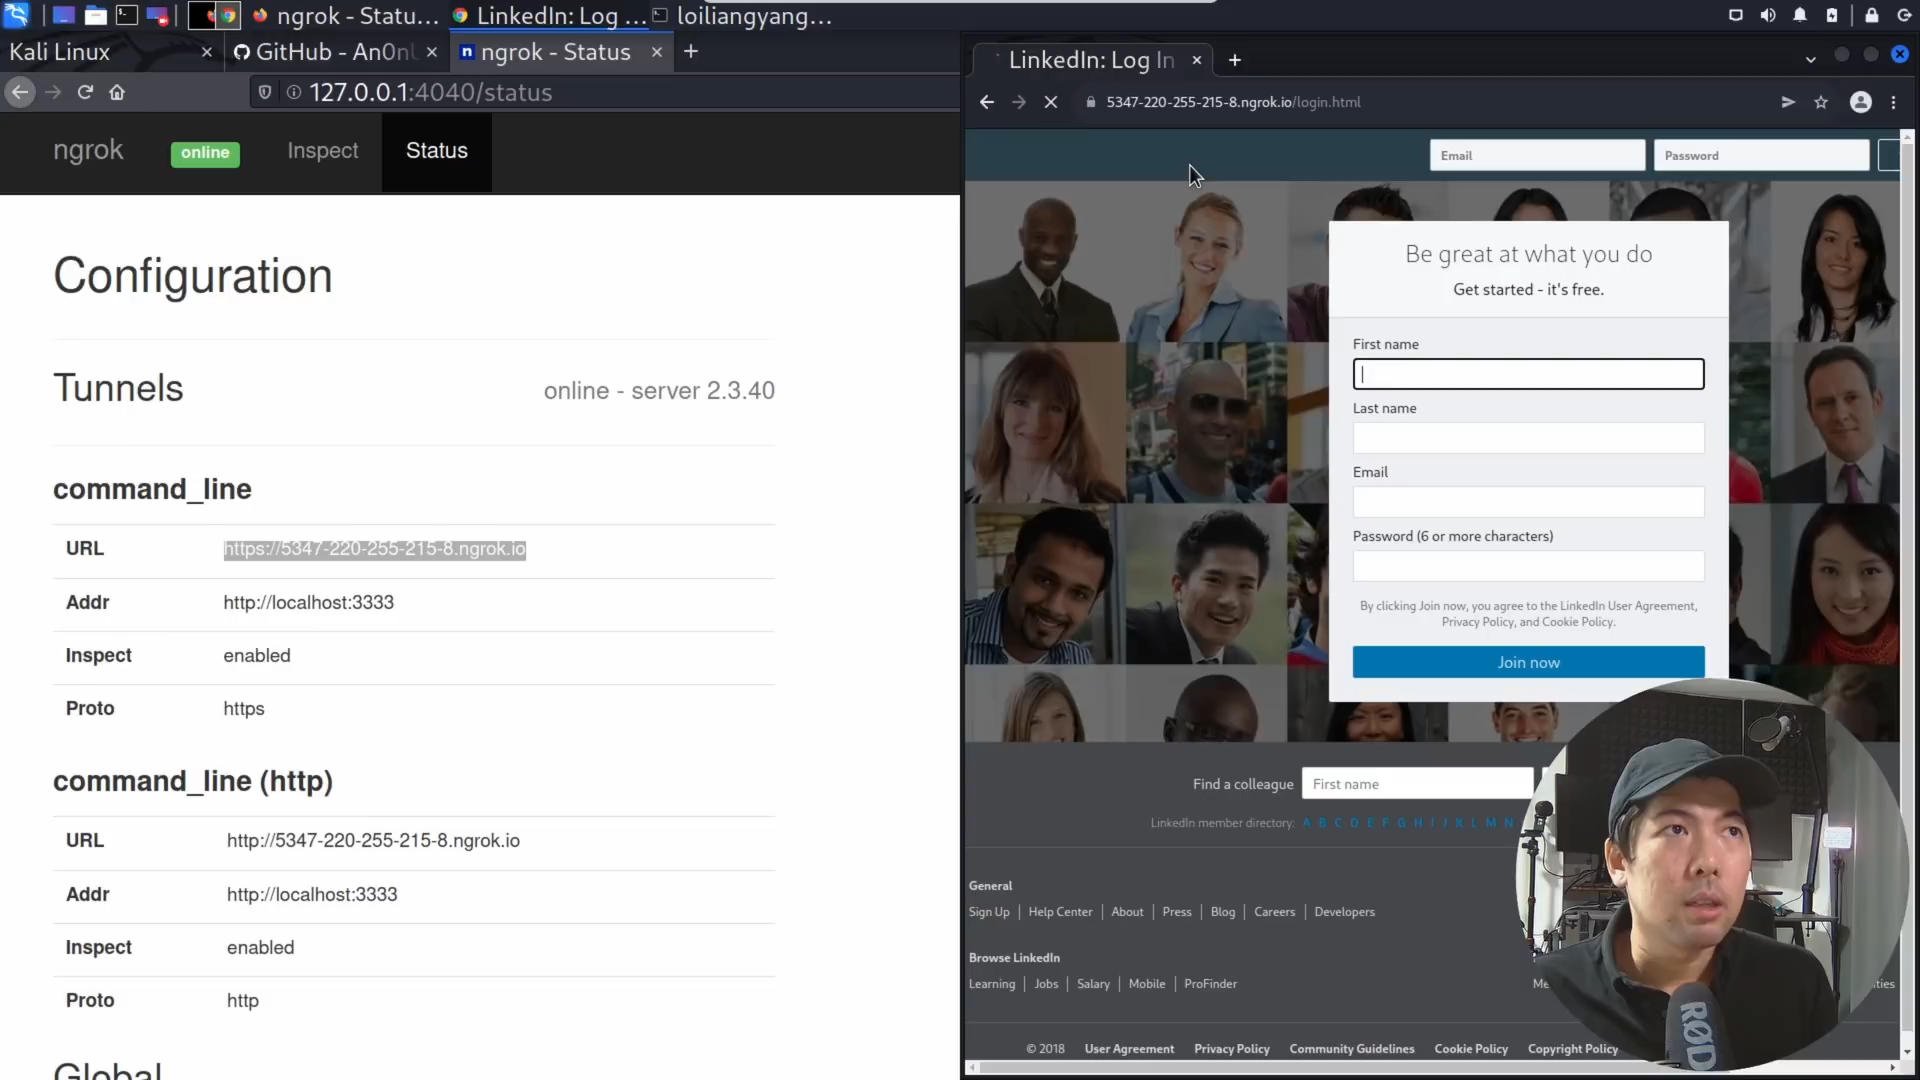 ngrok - Statu...
LinkedIn: Log ...
loiliangyang...
Kali Linux
GitHub - An0nU
ngrok - Status
127.0.0.1:4040/status
ngrok
online
Inspect
Status
Configuration
Tunnels
online - server 2.3.40
command_line
URL https://5347-220-255-215-8.ngrok.io
Addr http://localhost:3333
Inspect enabled
Proto https
command_line (http)
URL http://5347-220-255-215-8.ngrok.io
Addr http://localhost:3333
Inspect enabled
Proto http
Global
LinkedIn: Log In
5347-220-255-215-8.ngrok.io/login.html
Email
Password
Be great at what you do
Get started - it's free.
First name
Last name
Email
Password (6 or more characters)
By clicking Join now, you agree to the LinkedIn User Agreement,
Privacy Policy, and Cookie Policy.
Join now
Find a colleague First name
LinkedIn member directory: A B C D E F G H I J K L M N
General
Sign Up | Help Center | About | Press | Blog | Careers | Developers
Browse LinkedIn
Learning | Jobs | Salary | Mobile | ProFinder
Me
ities
© 2018 User Agreement Privacy Policy Community Guidelines Cookie Policy Copyright Policy
RØDE